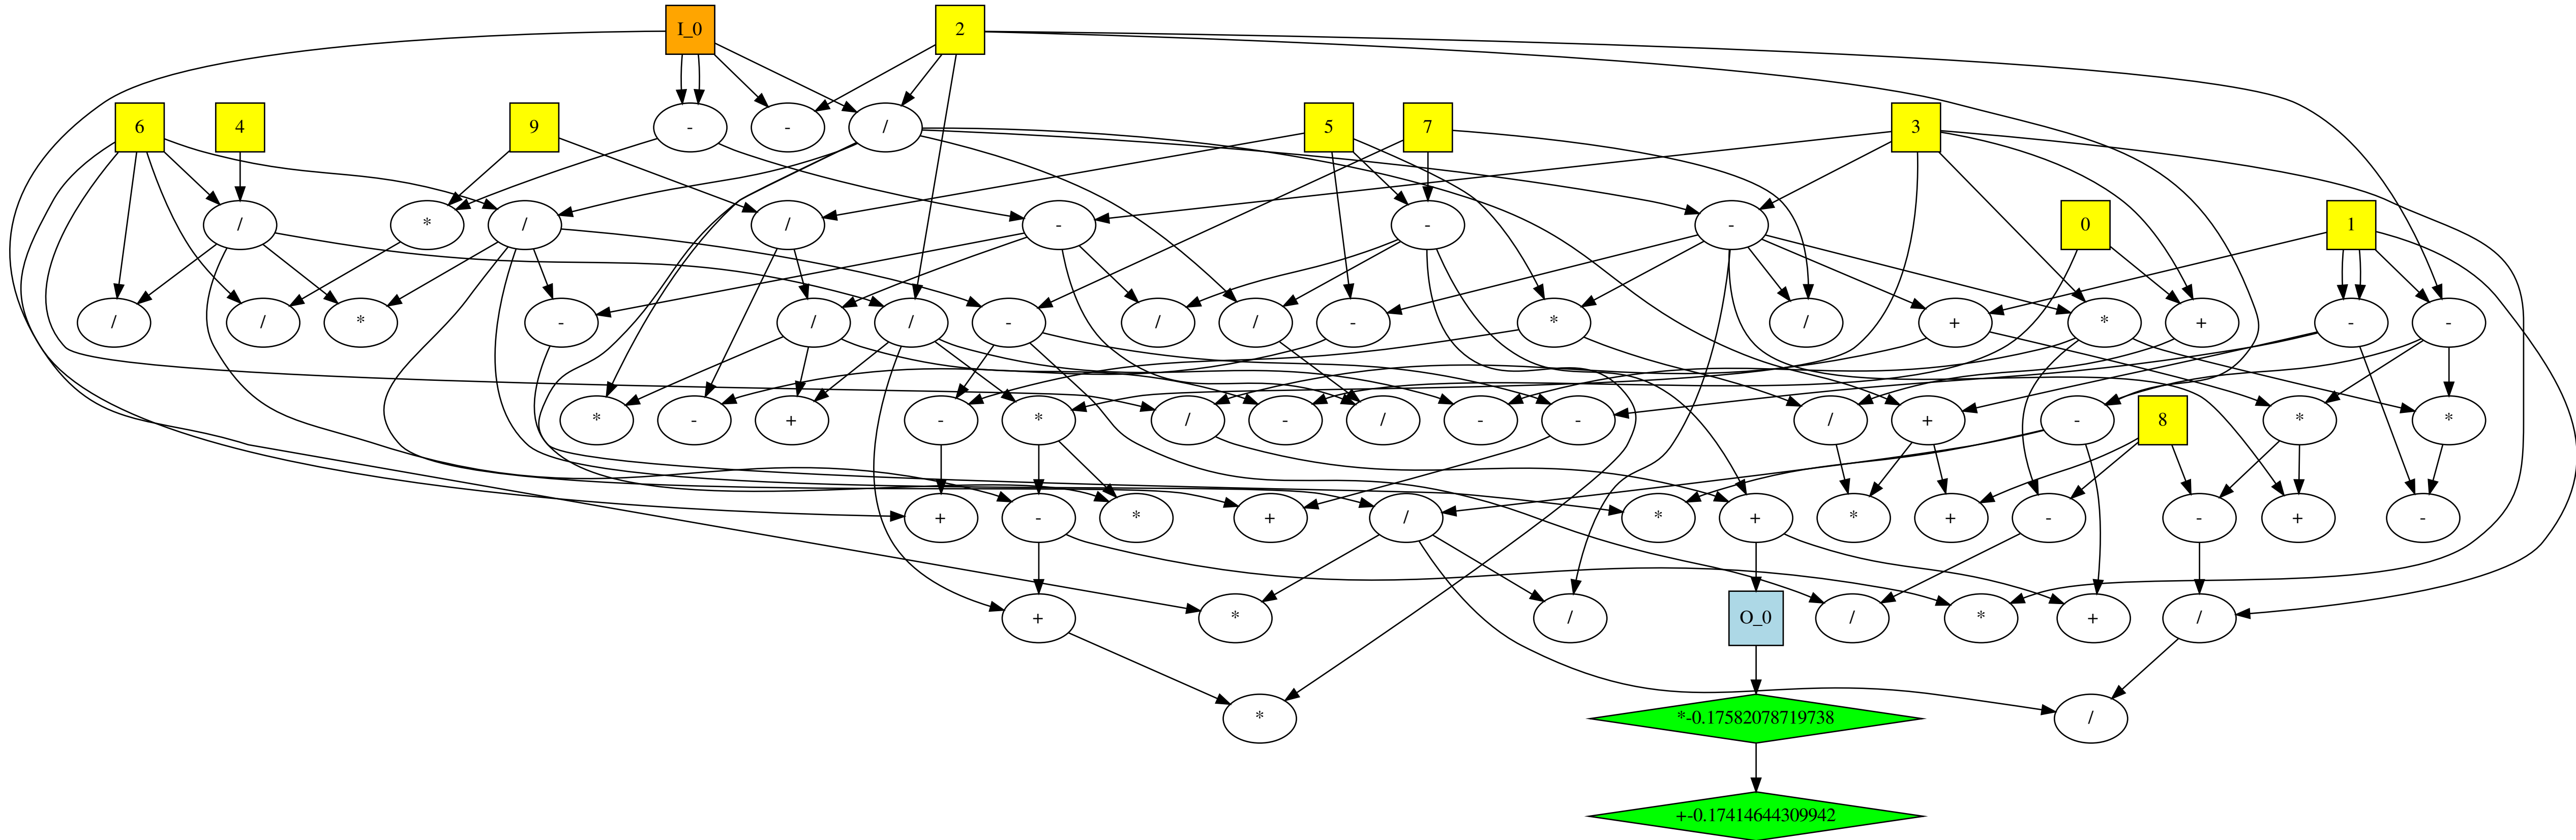 I_0 2
6 4 9 - - / 5 7 3
/ * / / - - - 0 1
/ / * - / / - / / - * / + * + - -
* - + - * / - / - - / + - 8 * *
+ - * + / * + * + - - + -
+ * / O_0 / * + /
* *-0.17582078719738 /
+-0.17414644309942